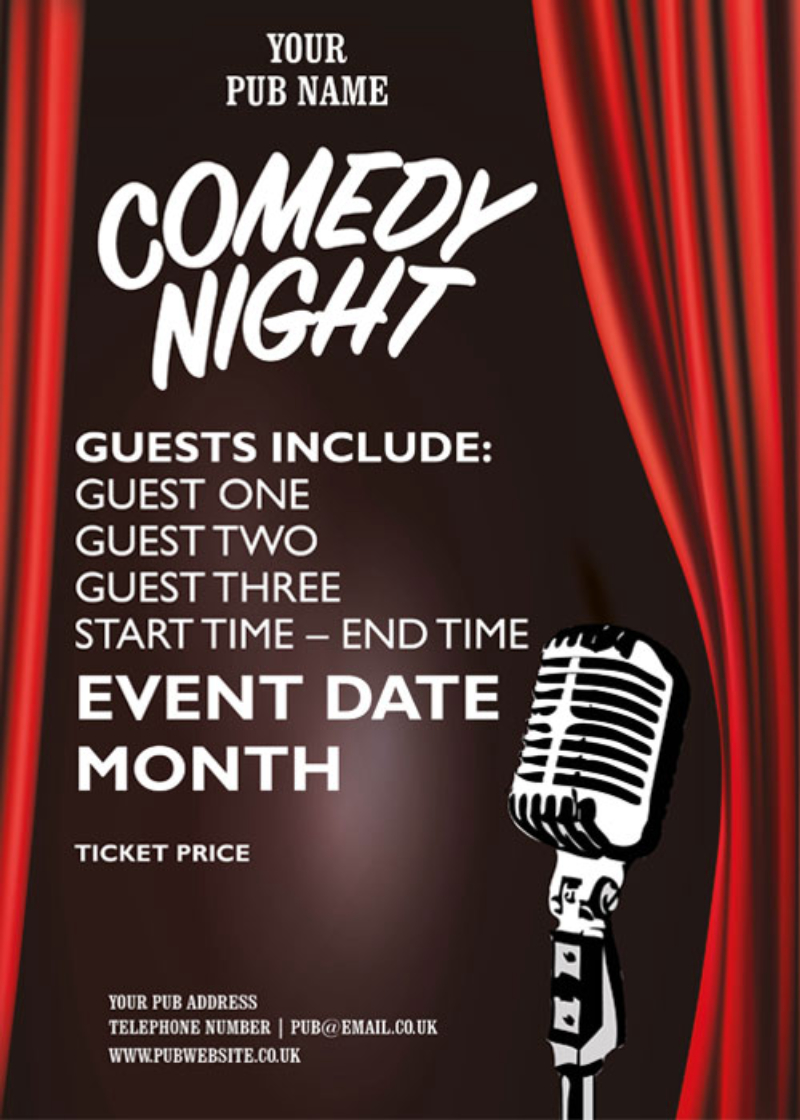 YOUR
PUB NAME
COMEDY
NIGHT
GUESTS INCLUDE:
GUEST ONE
GUEST TWO
GUEST THREE
START TIME – END TIME
EVENT DATE
MONTH
TICKET PRICE
YOUR PUB ADDRESS
TELEPHONE NUMBER | PUB@EMAIL.CO.UK
WWW.PUBWEBSITE.CO.UK